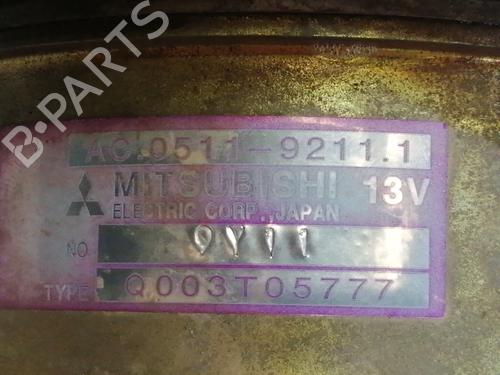 B-PARTS
AC.0511-9211.1
MITSUBISHI 13V
ELECTRIC CORP. JAPAN
NO. 9Y11
TYPE Q003T05777